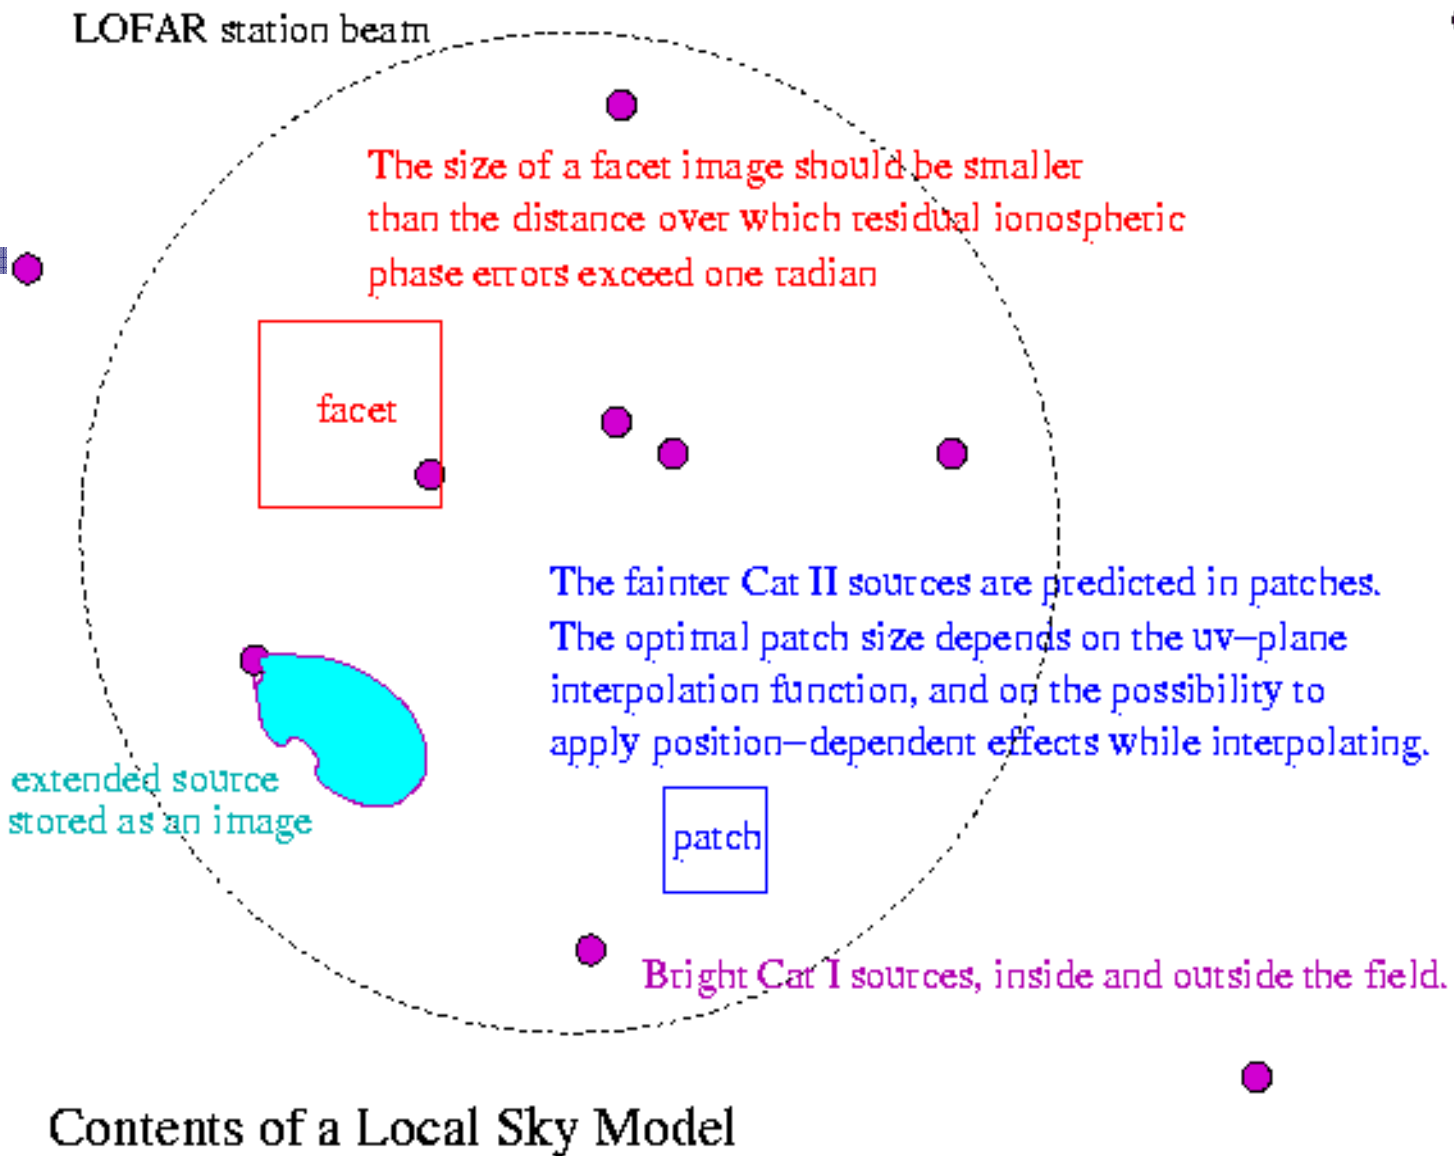 LOFAR station beam
The size of a facet image should be smaller
than the distance over which residual ionospheric
phase errors exceed one radian
facet
The fainter Cat II sources are predicted in patches.
The optimal patch size depends on the uv–plane
interpolation function, and on the possibility to
apply position–dependent effects while interpolating.
extended source
stored as an image
patch
Bright Cat I sources, inside and outside the field.
Contents of a Local Sky Model